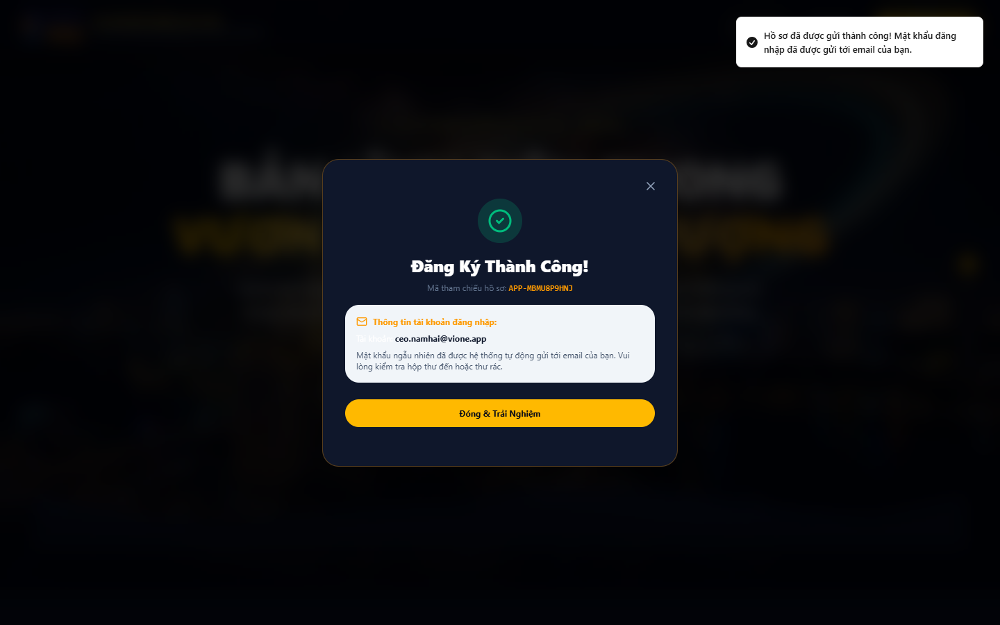 Hồ sơ đã được gửi thành công! Mật khẩu đăng
nhập đã được gửi tới email của bạn.
Đăng Ký Thành Công!
Mã tham chiếu hồ sơ: APP-MBMU8P9HNJ
Thông tin tài khoản đăng nhập:
Tài khoản: ceo.namhai@vione.app
Mật khẩu ngẫu nhiên đã được hệ thống tự động gửi tới email của bạn. Vui
lòng kiểm tra hộp thư đến hoặc thư rác.
Đóng & Trải Nghiệm